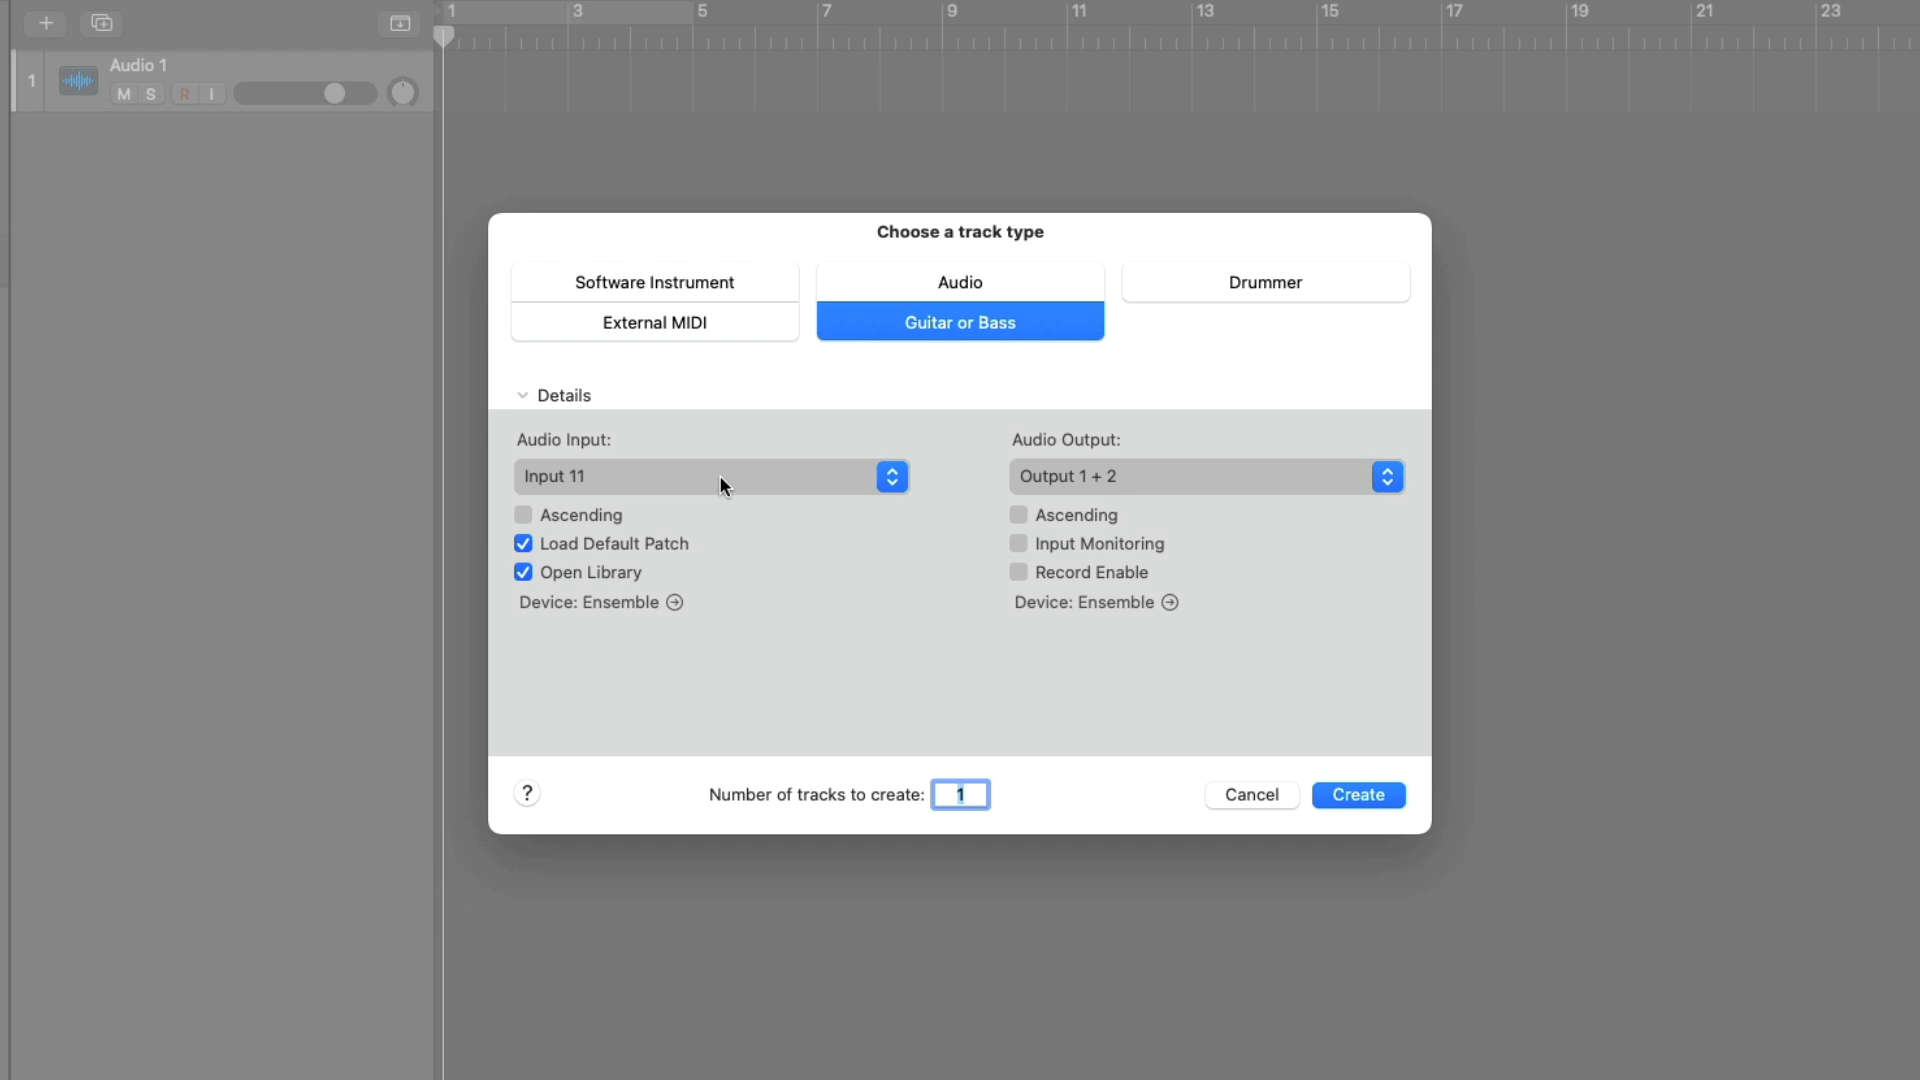 1 3 5 7 9 11 13 15 17 19 21 23
Audio 1
1
M S R I
Choose a track type
Software Instrument
Audio
Drummer
External MIDI
Guitar or Bass
Details
Audio Input:
Input 11
Ascending
Load Default Patch
Open Library
Device: Ensemble
Audio Output:
Output 1 + 2
Ascending
Input Monitoring
Record Enable
Device: Ensemble
?
Number of tracks to create: 1
Cancel
Create